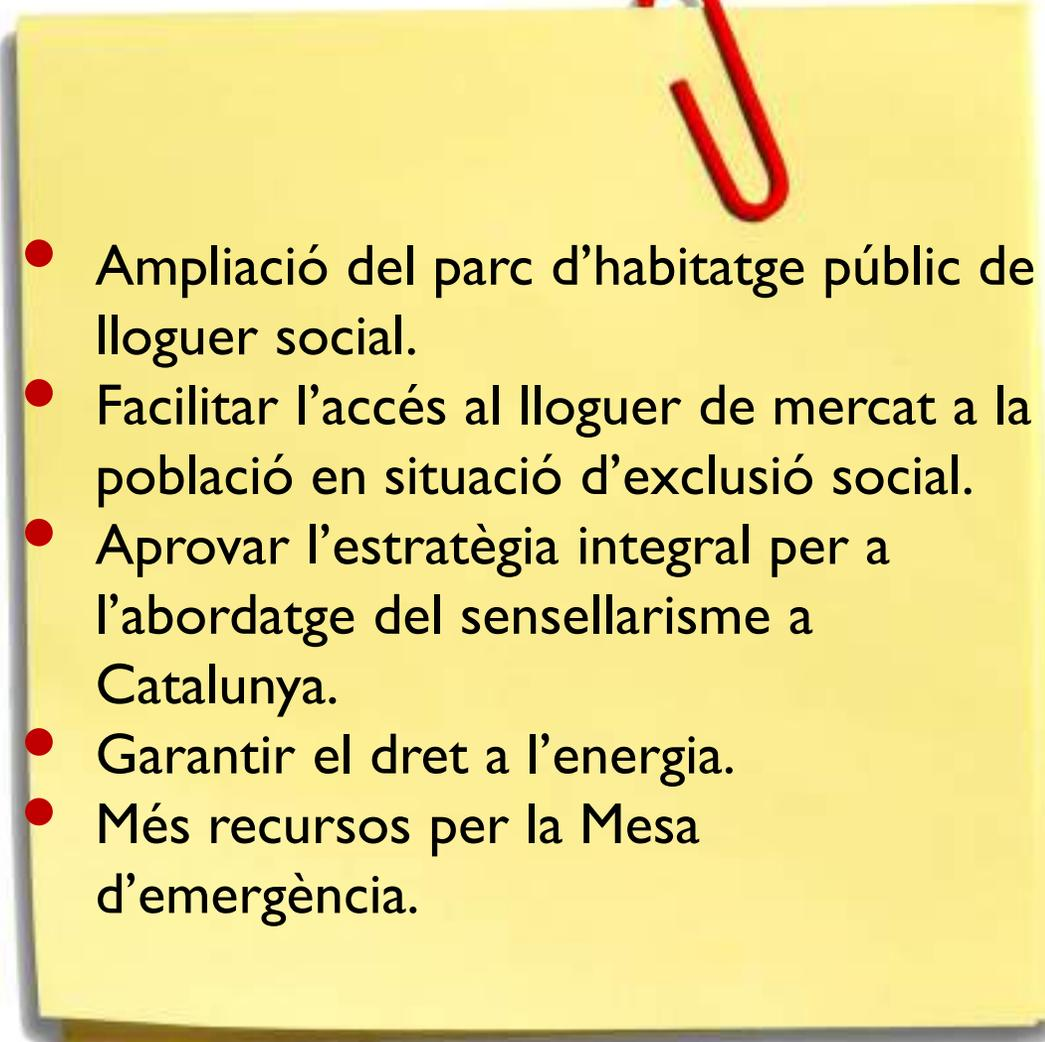 • Ampliació del parc d’habitatge públic de
lloguer social.
• Facilitar l’accés al lloguer de mercat a la
població en situació d’exclusió social.
• Aprovar l’estratègia integral per a
l’abordatge del sensellarisme a
Catalunya.
• Garantir el dret a l’energia.
• Més recursos per la Mesa
d’emergència.